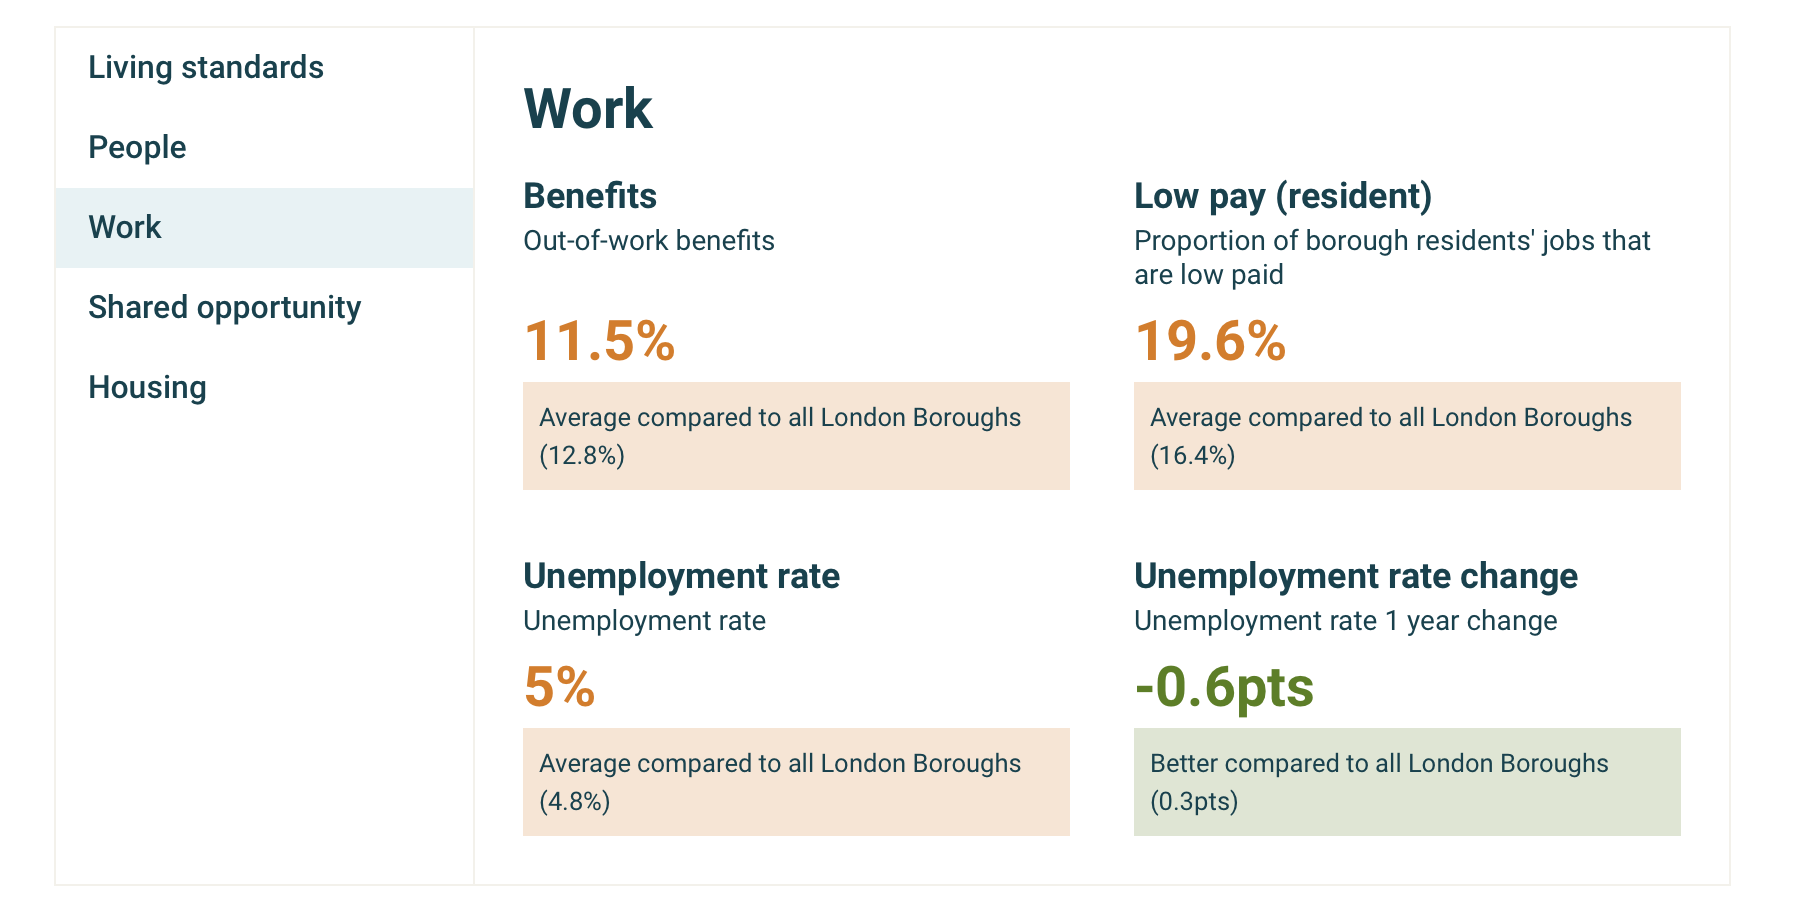 Living standards
People
Work
Shared opportunity
Housing
Work
Benefits
Out-of-work benefits
11.5%
Average compared to all London Boroughs
(12.8%)
Low pay (resident)
Proportion of borough residents' jobs that
are low paid
19.6%
Average compared to all London Boroughs
(16.4%)
Unemployment rate
Unemployment rate
5%
Average compared to all London Boroughs
(4.8%)
Unemployment rate change
Unemployment rate 1 year change
-0.6pts
Better compared to all London Boroughs
(0.3pts)